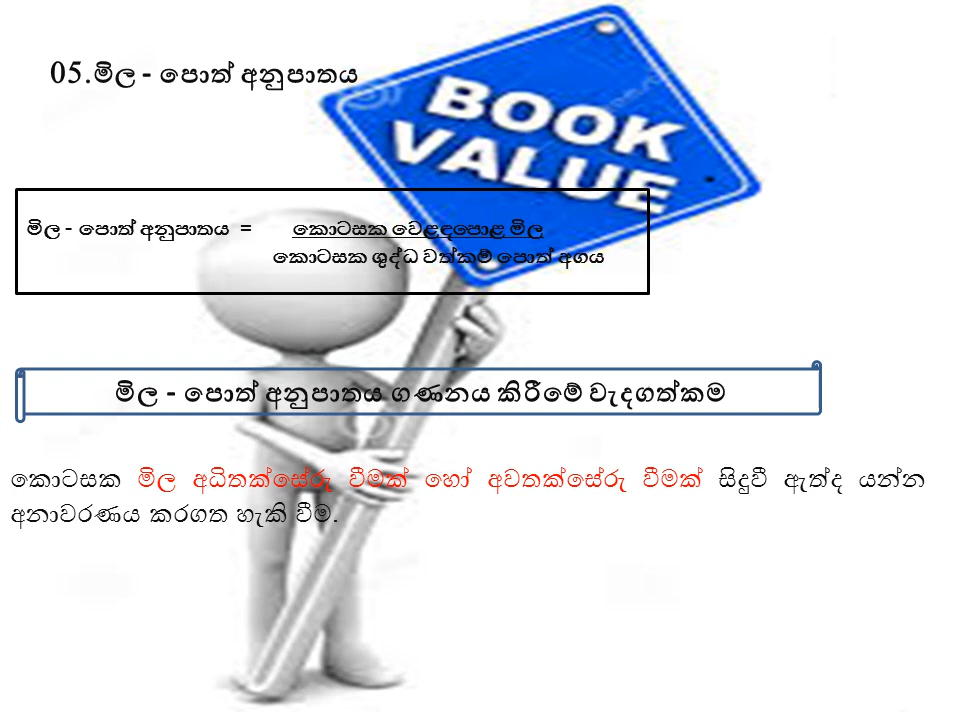 05.මිල - පොත් අනුපාතය
BOOK
VALUE
මිල - පොත් අනුපාතය = කොටසක වෙළඳපොළ මිල
කොටසක ශුද්ධ වත්කම් පොත් අගය
මිල - පොත් අනුපාතය ගණනය කිරීමේ වැදගත්කම
කොටසක මිල අධිතක්සේරු වීමක් හෝ අවතක්සේරු වීමක් සිදුවී ඇත්ද යන්න
අනාවරණය කරගත හැකි වීම.